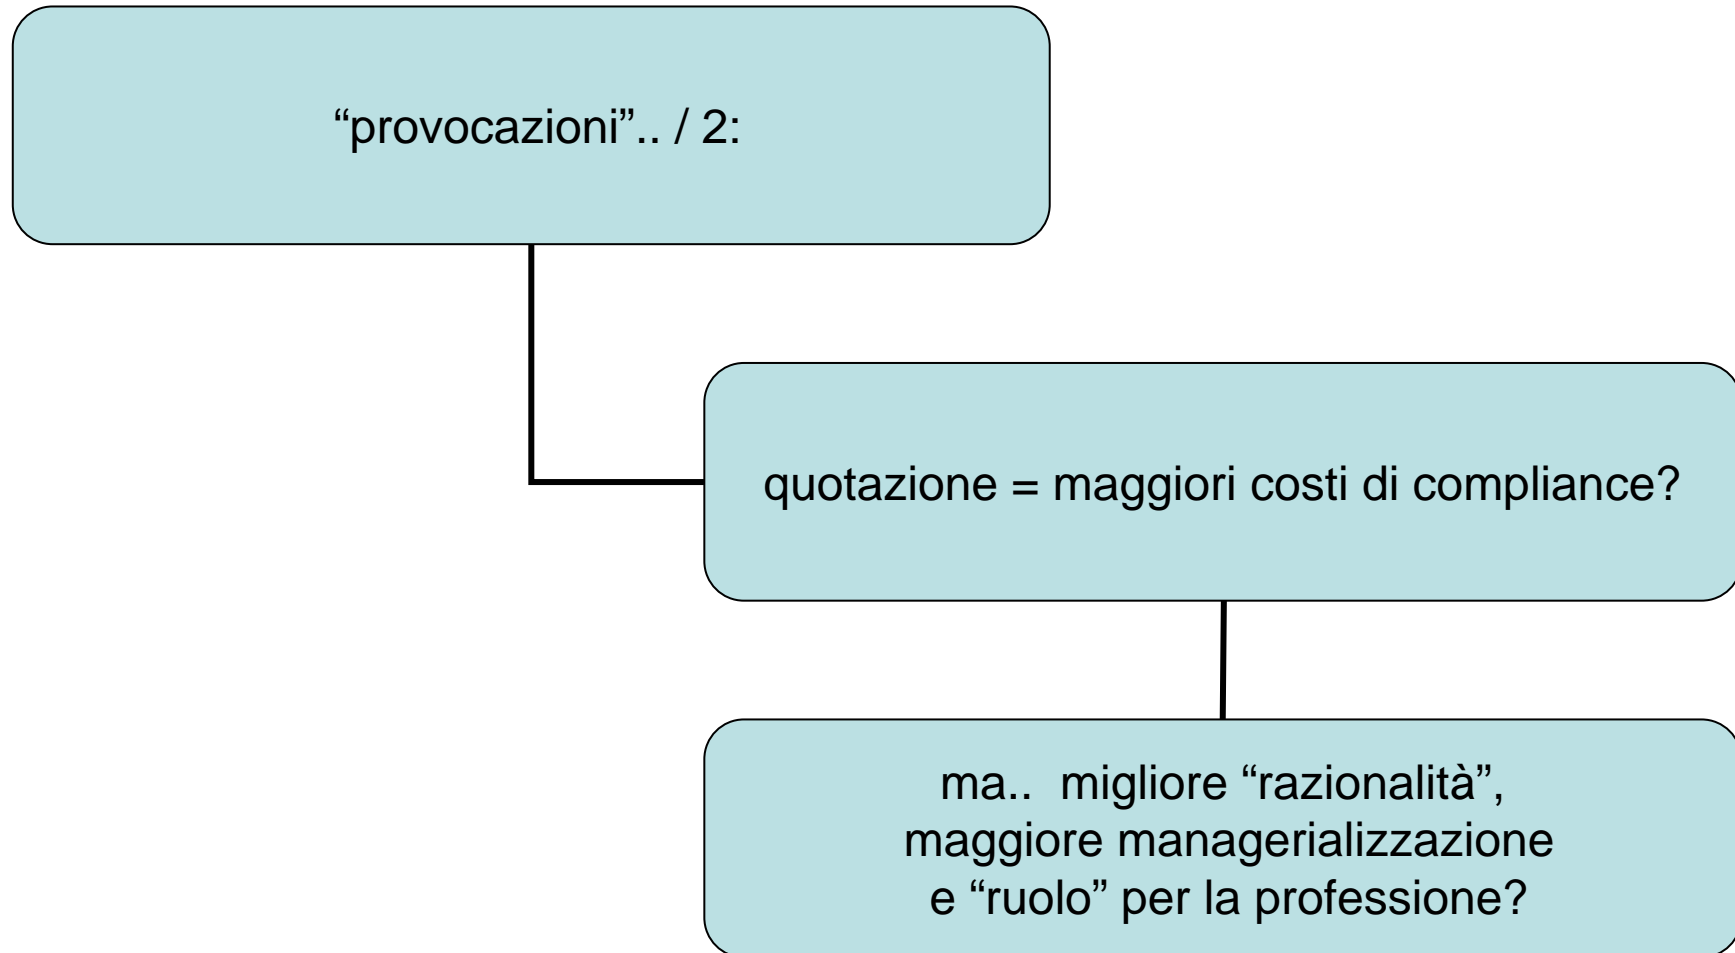 “provocazioni”.. / 2:
quotazione = maggiori costi di compliance?
ma..  migliore “razionalità”,
maggiore managerializzazione
e “ruolo” per la professione?